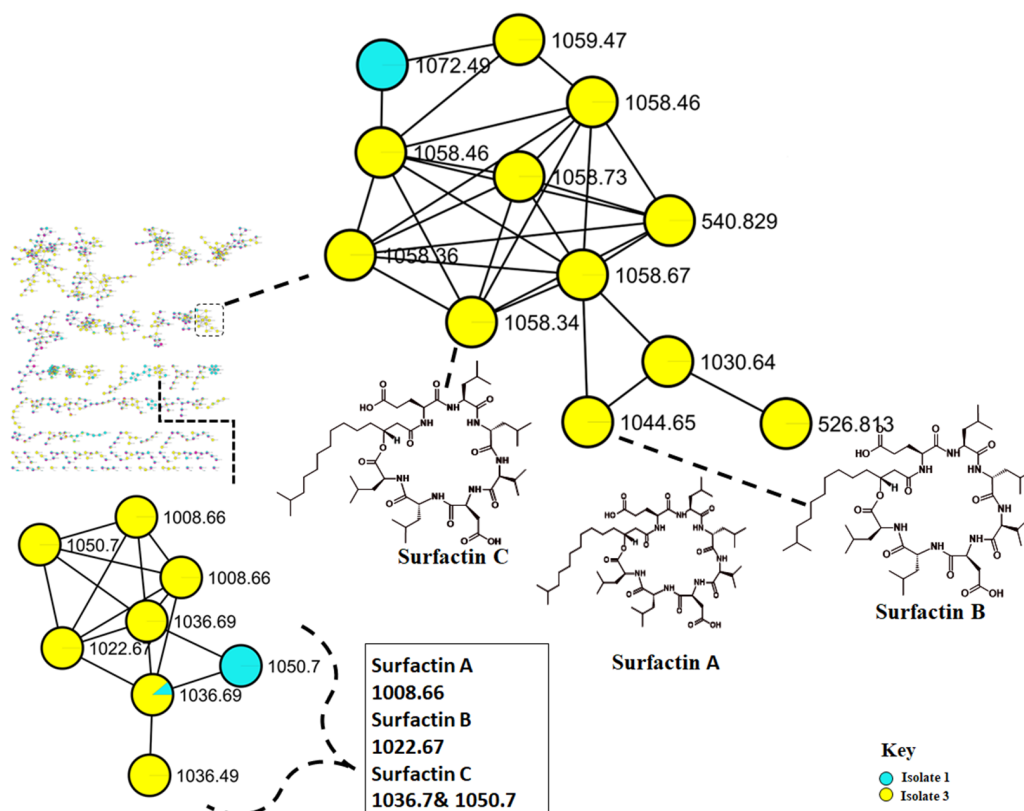 1059.47
1072.49
1058.46
1058.46
1058.73
540.829
1058.36
1058.67
1058.34
1030.64
1044.65
526.813
Surfactin C
Surfactin B
Surfactin A
1008.66
1050.7
1008.66
1036.69
1022.67
1050.7
1036.69
1036.49
Surfactin A
1008.66
Surfactin B
1022.67
Surfactin C
1036.7& 1050.7
Key
Isolate 1
Isolate 3